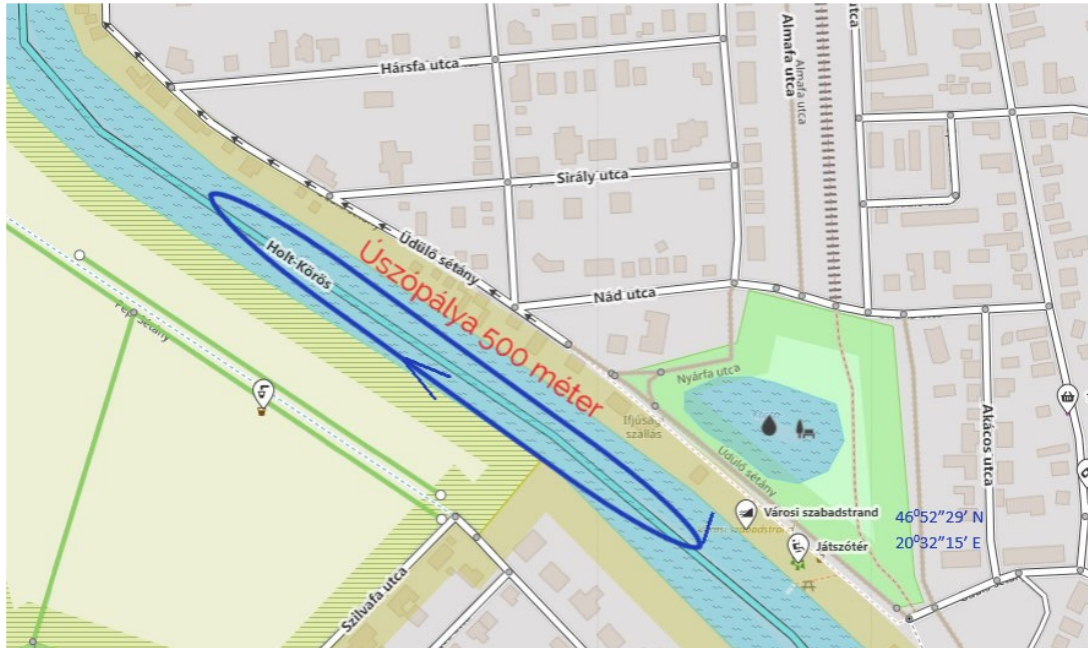 Hársfa utca
Almafa utca
Almafa utca
utca
Sirály utca
Üdülő sétány
Holt-Körös
Úszópálya 500 méter
Nád utca
Nyárfa utca
Ifjúsági
szállás
Üdülő sétány
Akácos utca
Városi szabadstrand
46⁰52”29’ N
20⁰32”15’ E
Játszótér
Szilvafa utca